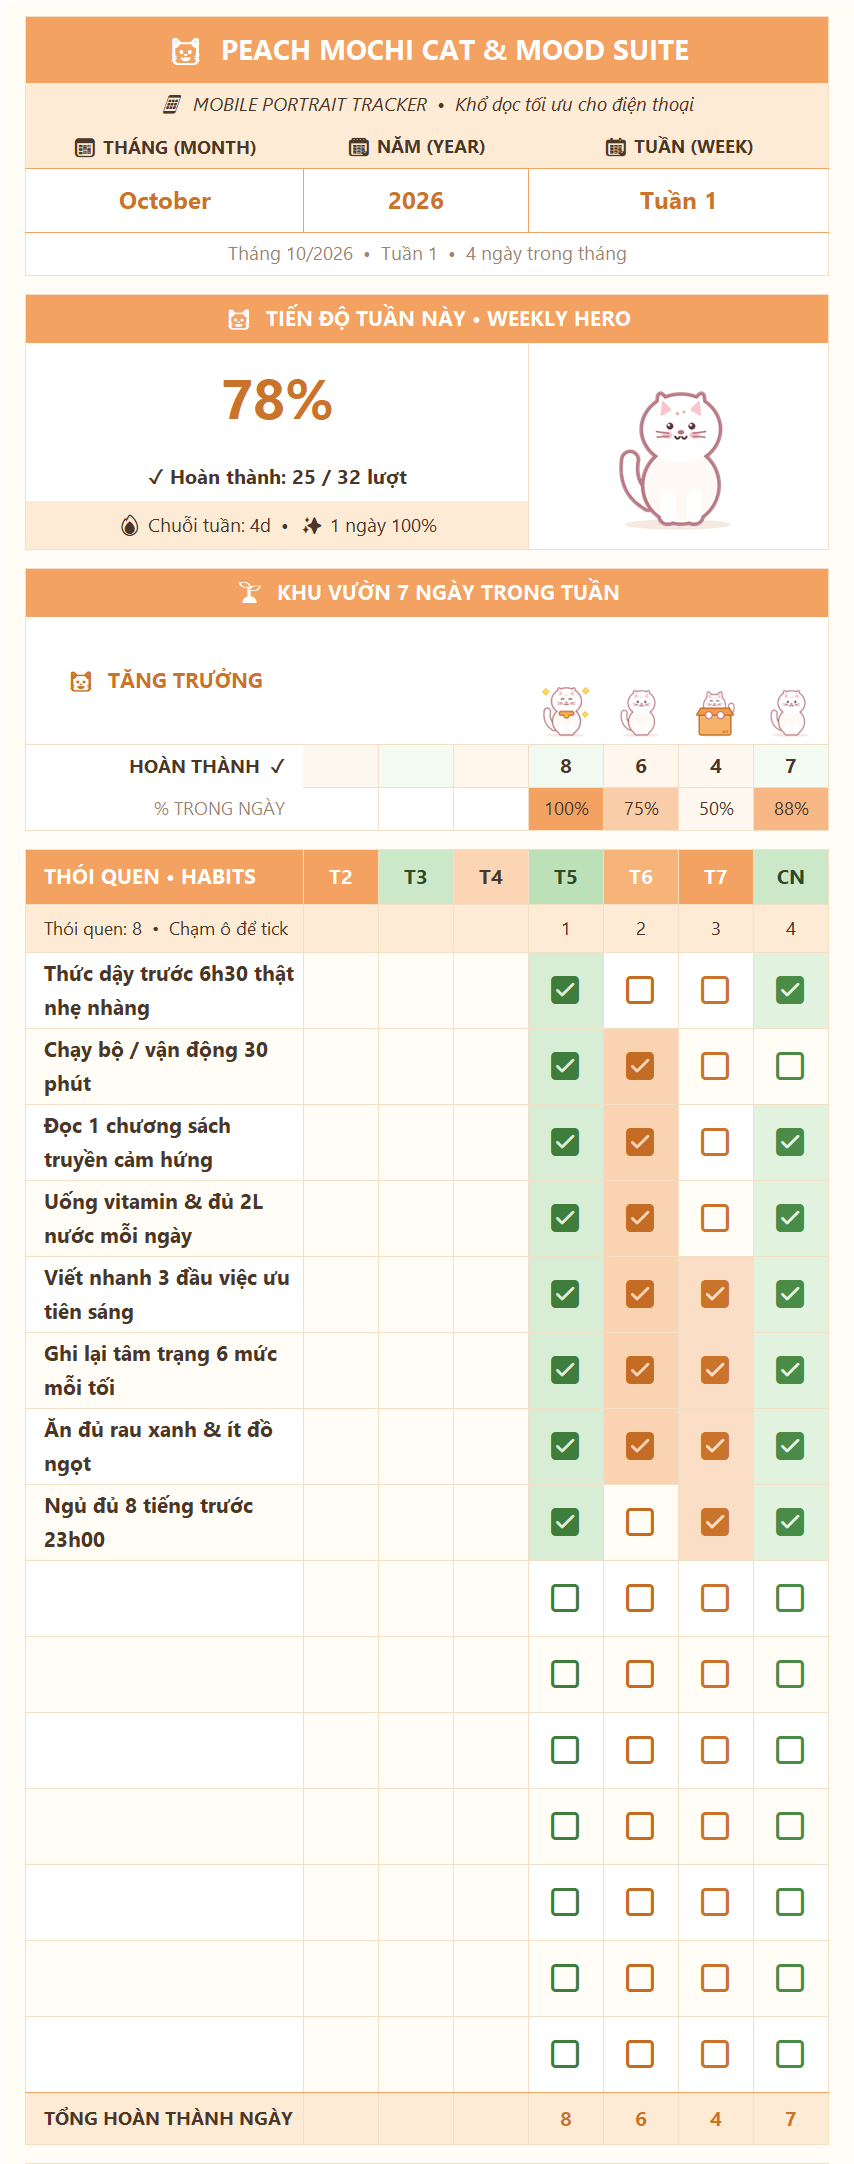 PEACH MOCHI CAT & MOOD SUITE
MOBILE PORTRAIT TRACKER • Khổ dọc tối ưu cho điện thoại
THÁNG (MONTH) NĂM (YEAR) TUẦN (WEEK)
October 2026 Tuần 1
Tháng 10/2026 • Tuần 1 • 4 ngày trong tháng
TIẾN ĐỘ TUẦN NÀY • WEEKLY HERO
78%
✓ Hoàn thành: 25 / 32 lượt
Chuỗi tuần: 4d • ✨ 1 ngày 100%
KHU VƯỜN 7 NGÀY TRONG TUẦN
TĂNG TRƯỞNG
HOÀN THÀNH ✓ 8 6 4 7
% TRONG NGÀY 100% 75% 50% 88%
THÓI QUEN • HABITS T2 T3 T4 T5 T6 T7 CN
Thói quen: 8 • Chạm ô để tick 1 2 3 4
Thức dậy trước 6h30 thật
nhẹ nhàng
Chạy bộ / vận động 30
phút
Đọc 1 chương sách
truyền cảm hứng
Uống vitamin & đủ 2L
nước mỗi ngày
Viết nhanh 3 đầu việc ưu
tiên sáng
Ghi lại tâm trạng 6 mức
mỗi tối
Ăn đủ rau xanh & ít đồ
ngọt
Ngủ đủ 8 tiếng trước
23h00
TỔNG HOÀN THÀNH NGÀY 8 6 4 7